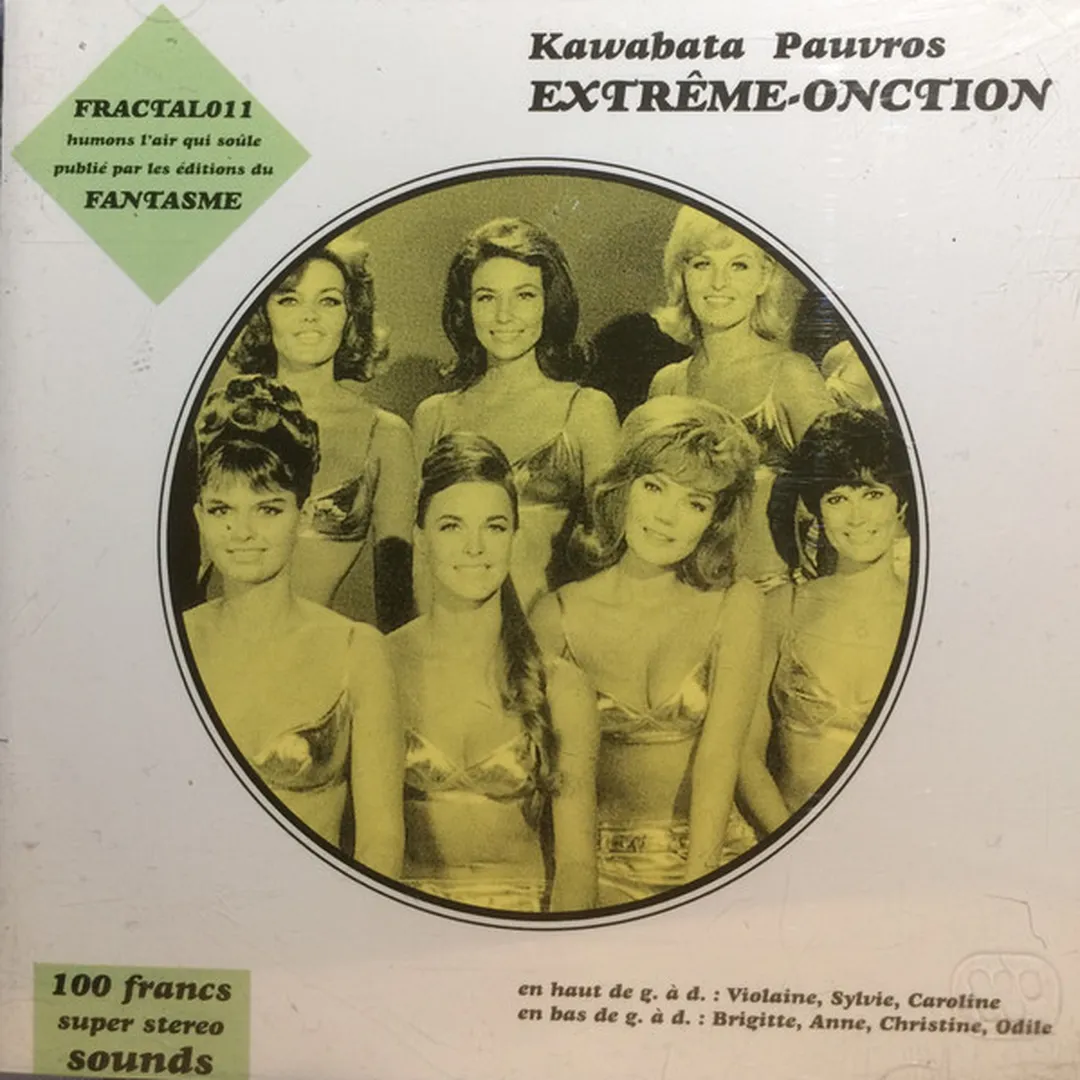 FRACTAL011
humons l'air qui soûle
publié par les éditions du
FANTASME
Kawabata Pauvros
EXTRÊME-ONCTION
100 francs
super stereo
sounds
en haut de g. à d. : Violaine, Sylvie, Caroline
en bas de g. à d. : Brigitte, Anne, Christine, Odile